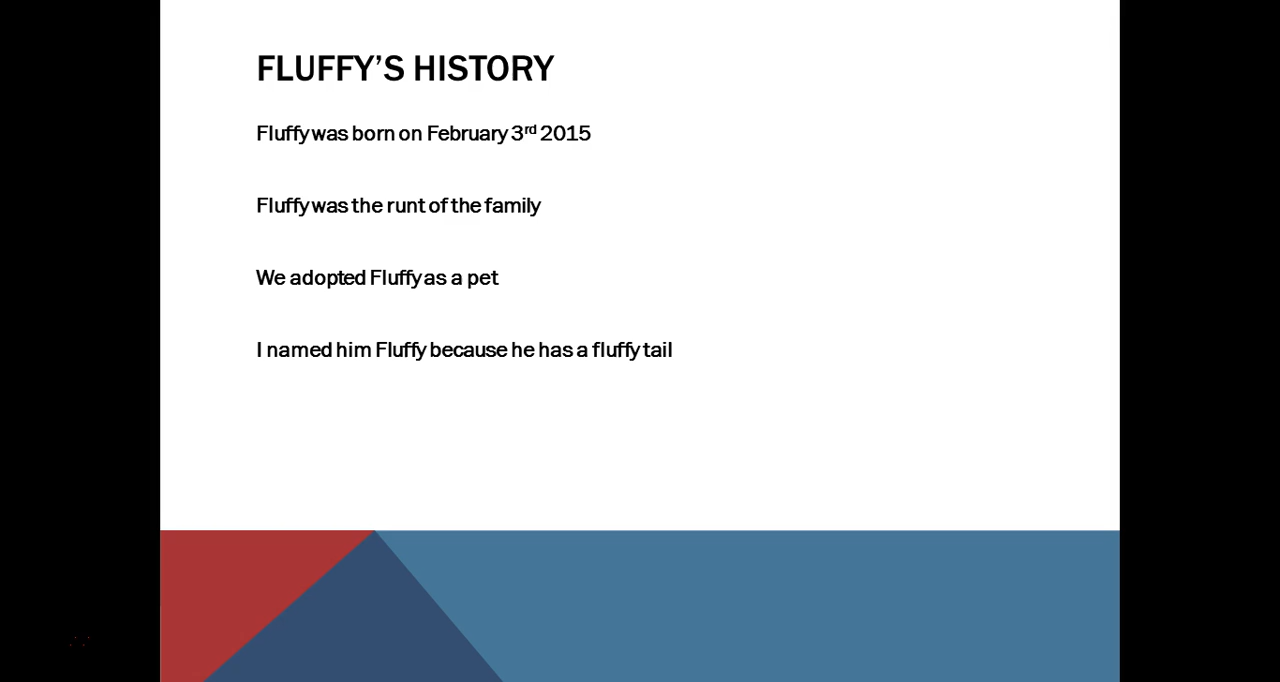 FLUFFY’S HISTORY
Fluffy was born on February 3rd 2015
Fluffy was the runt of the family
We adopted Fluffy as a pet
I named him Fluffy because he has a fluffy tail